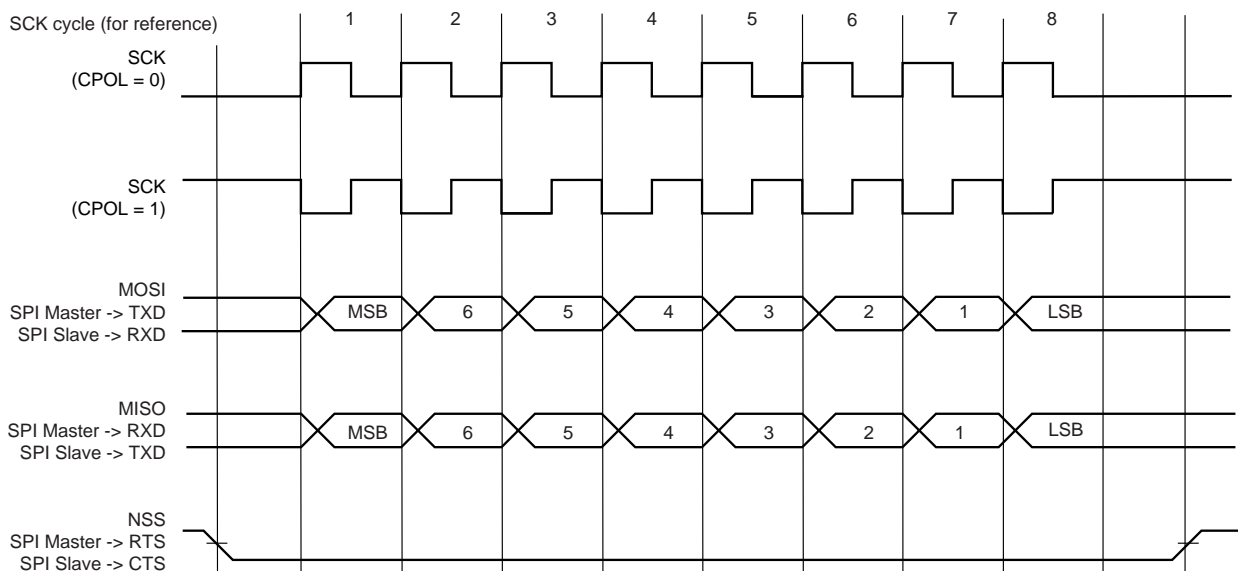 SCK cycle (for reference)
1 2 3 4 5 6 7 8
SCK
(CPOL = 0)
SCK
(CPOL = 1)
MOSI
SPI Master -> TXD
SPI Slave -> RXD
MSB 6 5 4 3 2 1 LSB
MISO
SPI Master -> RXD
SPI Slave -> TXD
MSB 6 5 4 3 2 1 LSB
NSS
SPI Master -> RTS
SPI Slave -> CTS